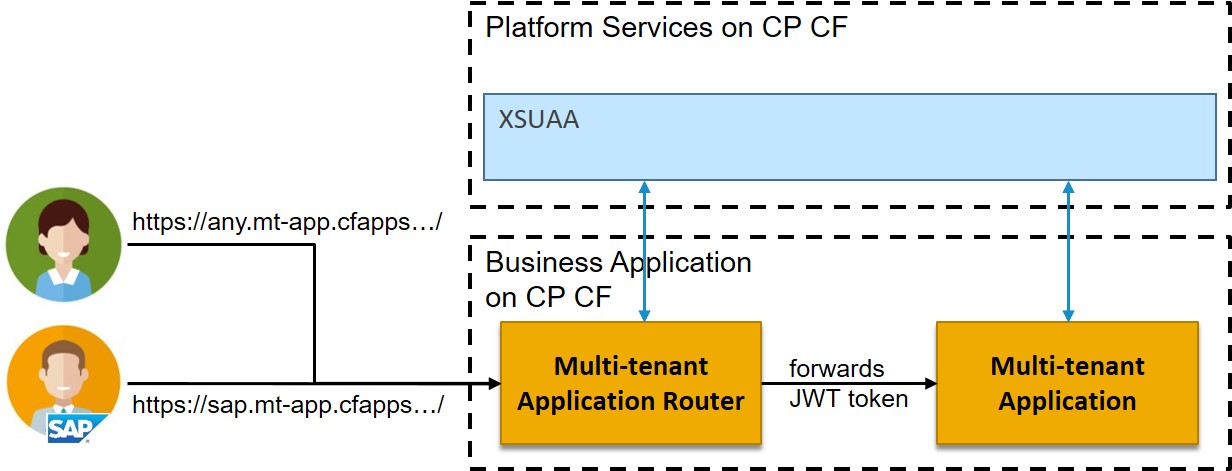 Platform Services on CP CF
XSUAA
https://any.mt-app.cfapps…/
Business Application
on CP CF
https://sap.mt-app.cfapps…/
SAP
Multi-tenant
Application Router
forwards
JWT token
Multi-tenant
Application